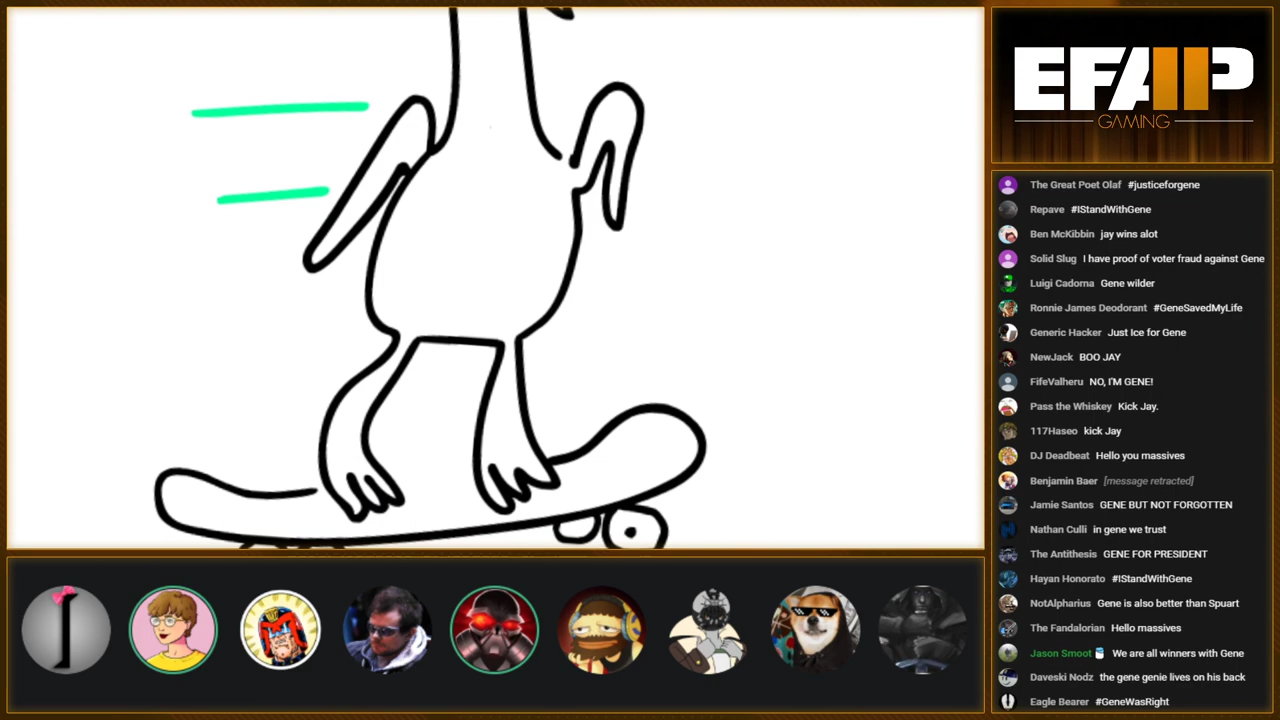 EFAP
GAMING
The Great Poet Olaf #justiceforgene
Repave #IStandWithGene
Ben McKibbin jay wins alot
Solid Slug I have proof of voter fraud against Gene
Luigi Cadorna Gene wilder
Ronnie James Deodorant #GeneSavedMyLife
Generic Hacker Just Ice for Gene
NewJack BOO JAY
FifeValheru NO, I'M GENE!
Pass the Whiskey Kick Jay.
117Haseo kick Jay
DJ Deadbeat Hello you massives
Benjamin Baer [message retracted]
Jamie Santos GENE BUT NOT FORGOTTEN
Nathan Culli in gene we trust
The Antithesis GENE FOR PRESIDENT
Hayan Honorato #IStandWithGene
NotAlpharius Gene is also better than Spuart
The Fandalorian Hello massives
Jason Smoot We are all winners with Gene
Daveski Nodz the gene genie lives on his back
Eagle Bearer #GeneWasRight